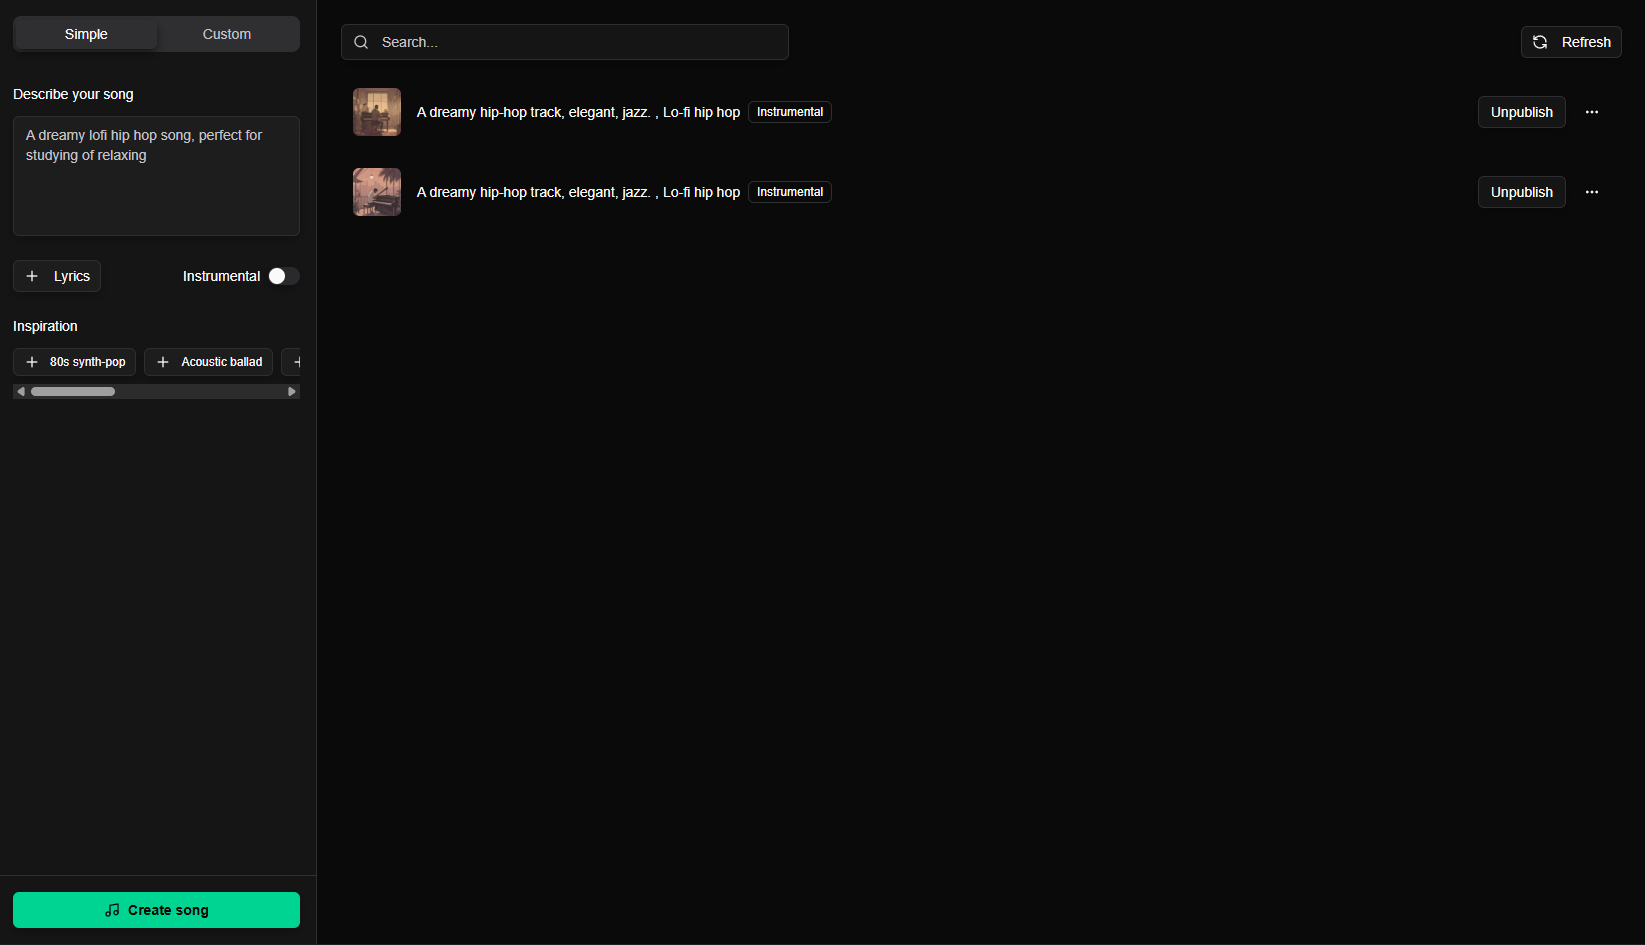 Simple
Custom
Describe your song
A dreamy lofi hip hop song, perfect for
studying of relaxing
Lyrics
Instrumental
Inspiration
80s synth-pop
Acoustic ballad
Create song
Search...
Refresh
A dreamy hip-hop track, elegant, jazz. , Lo-fi hip hop
Instrumental
Unpublish
A dreamy hip-hop track, elegant, jazz. , Lo-fi hip hop
Instrumental
Unpublish